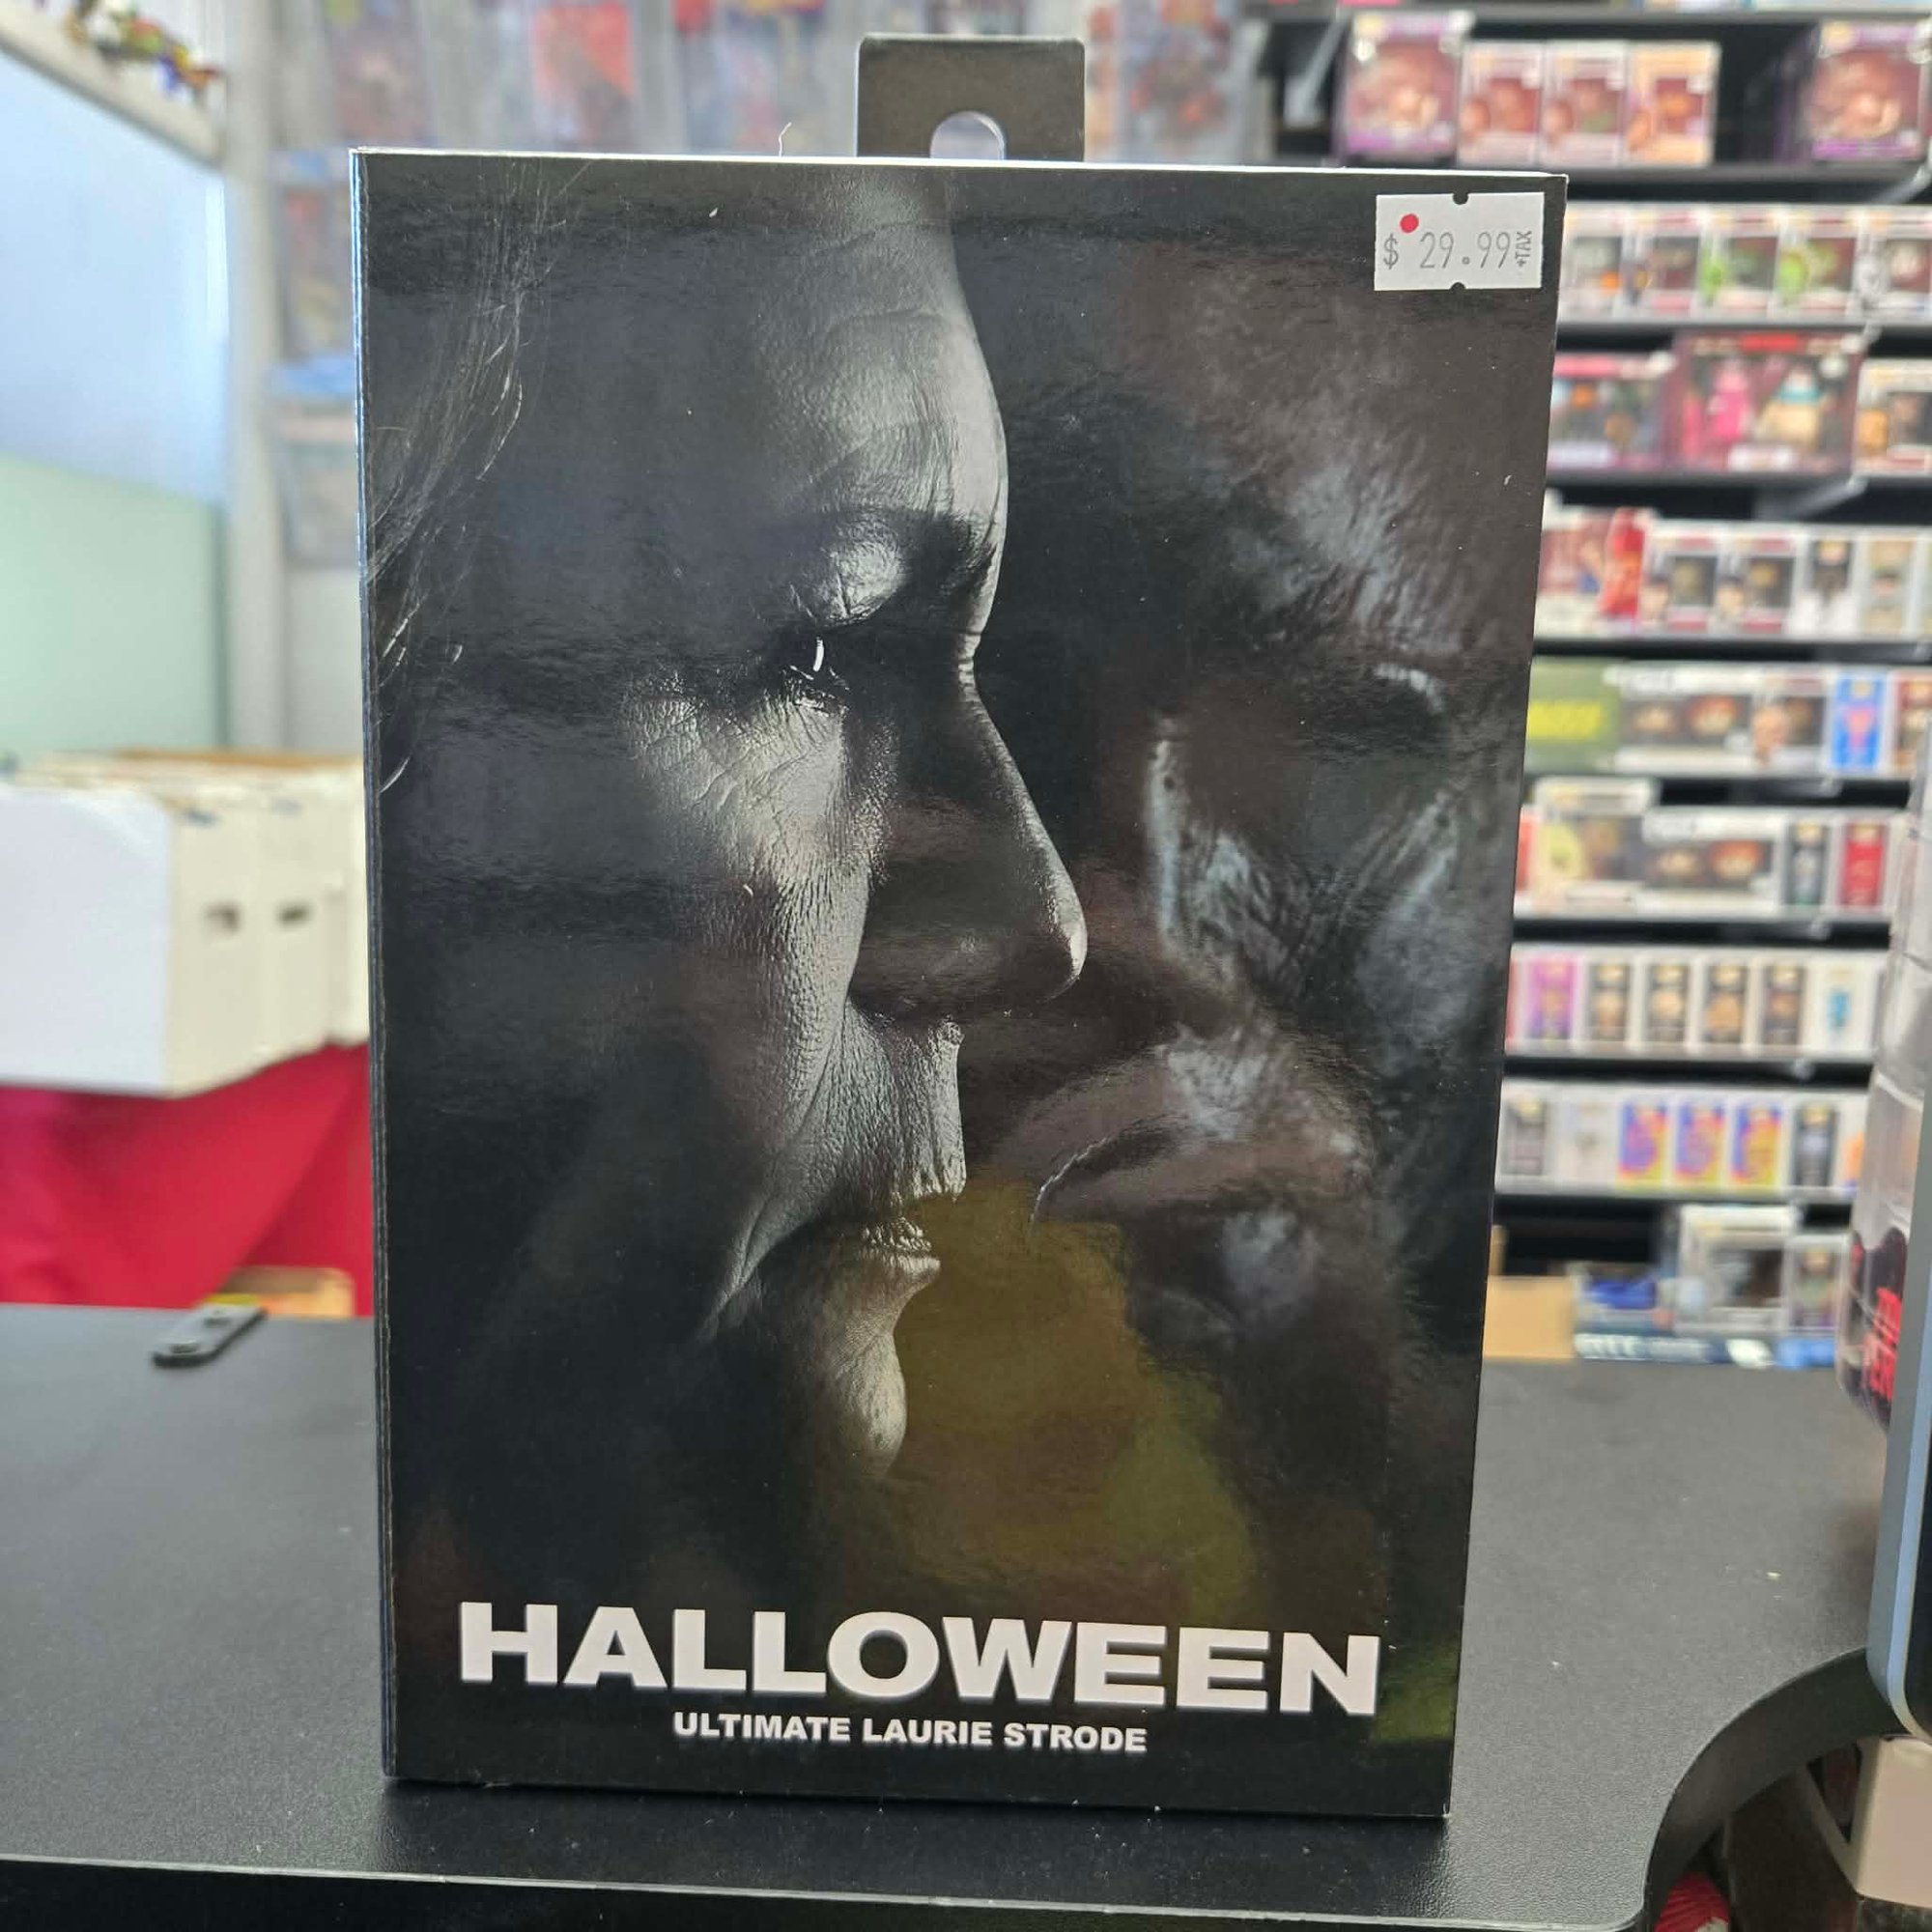 $ 29.99 +TAX
HALLOWEEN
ULTIMATE LAURIE STRODE